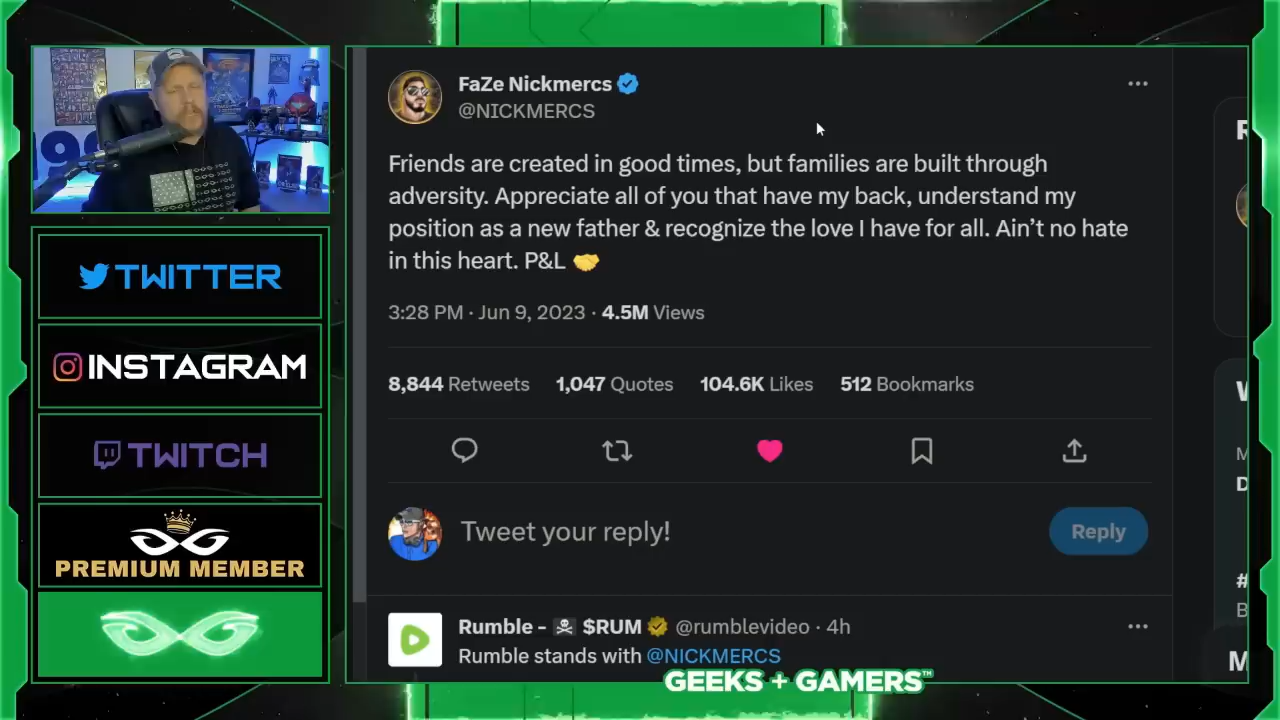 FaZe Nickmercs
@NICKMERCS
Friends are created in good times, but families are built through
adversity. Appreciate all of you that have my back, understand my
position as a new father & recognize the love I have for all. Ain’t no hate
in this heart. P&L 🤝
3:28 PM · Jun 9, 2023 · 4.5M Views
8,844 Retweets 1,047 Quotes 104.6K Likes 512 Bookmarks
Tweet your reply!
Reply
Rumble - ☠️ $RUM @rumblevideo · 4h
Rumble stands with @NICKMERCS
TWITTER
INSTAGRAM
TWITCH
PREMIUM MEMBER
GEEKS + GAMERS™